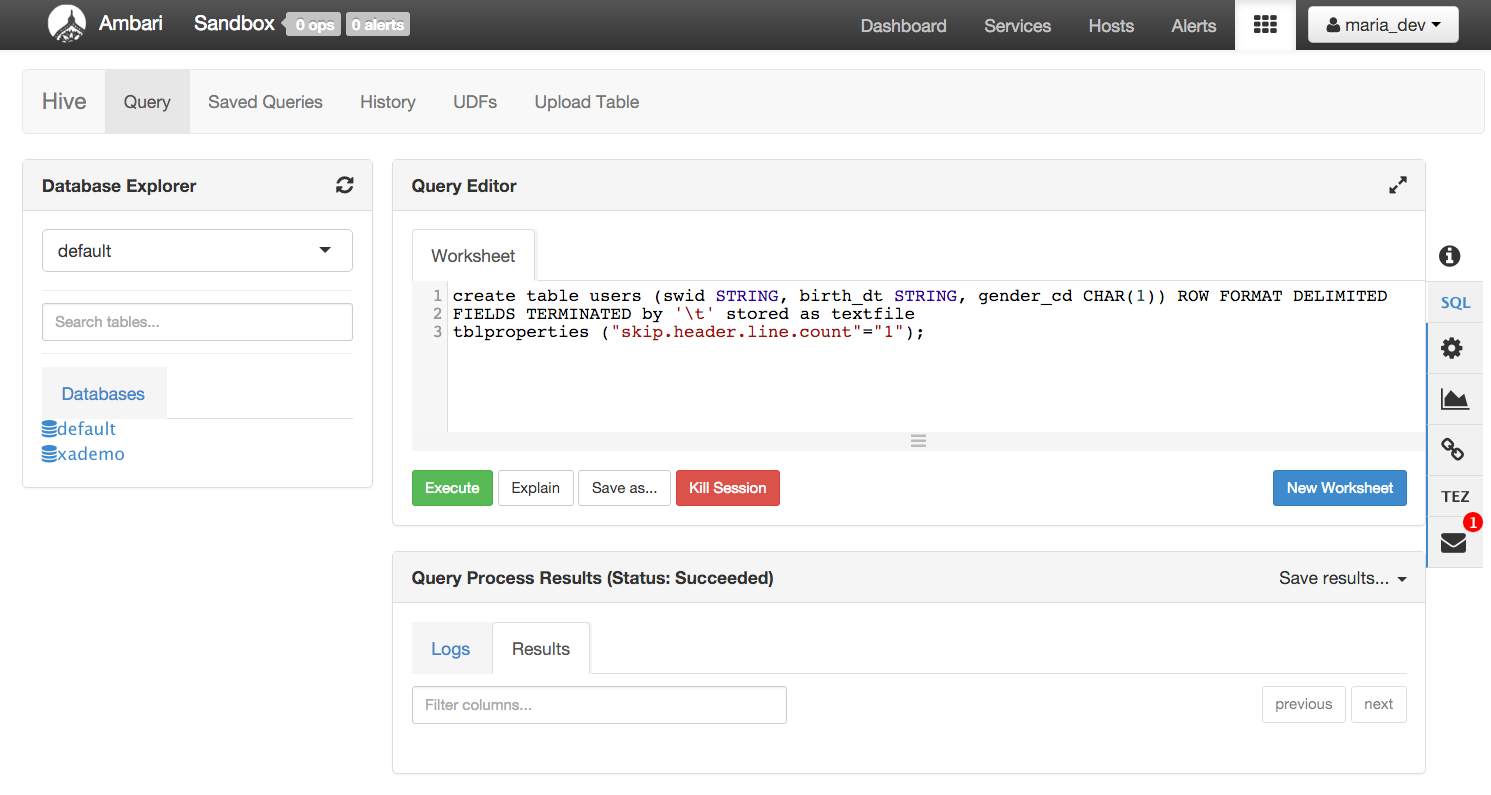 Ambari Sandbox 0 ops 0 alerts Dashboard Services Hosts Alerts maria_dev
Hive Query Saved Queries History UDFs Upload Table
Database Explorer
default
Search tables...
Databases
default
xademo
Query Editor
Worksheet
1 create table users (swid STRING, birth_dt STRING, gender_cd CHAR(1)) ROW FORMAT DELIMITED
2 FIELDS TERMINATED by '\t' stored as textfile
3 tblproperties ("skip.header.line.count"="1");
Execute Explain Save as... Kill Session New Worksheet
SQL
TEZ
1
Query Process Results (Status: Succeeded) Save results...
Logs Results
Filter columns... previous next